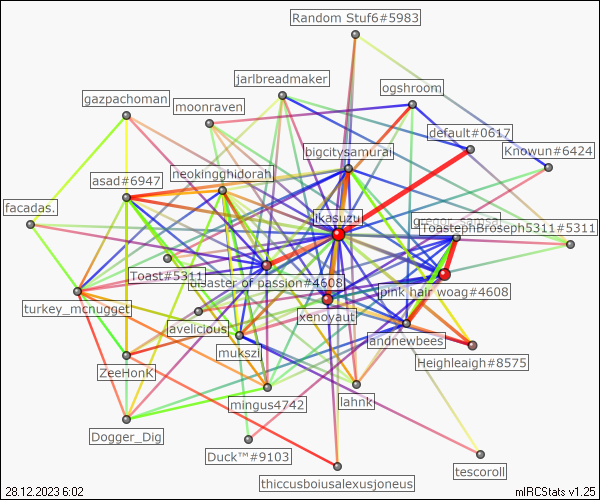 Random Stuf6#5983
jarlbreadmaker
ogshroom
gazpachoman
moonraven
default#0617
bigcitysamurai
Knowun#6424
neokingghidorah
asad#6947
facadas.
ikasuzu
gregor_samsa
ToastephBroseph5311#5311
Toast#5311
disaster of passion#4608
pink hair woag#4608
turkey_mcnugget
xenoyaut
avelicious
andnewbees
mukszi
Heighleaigh#8575
ZeeHonK
lahnk
mingus4742
Dogger_Dig
Duck™#9103
tescoroll
thiccusboiusalexusjoneus
28.12.2023 6:02
mIRCStats v1.25